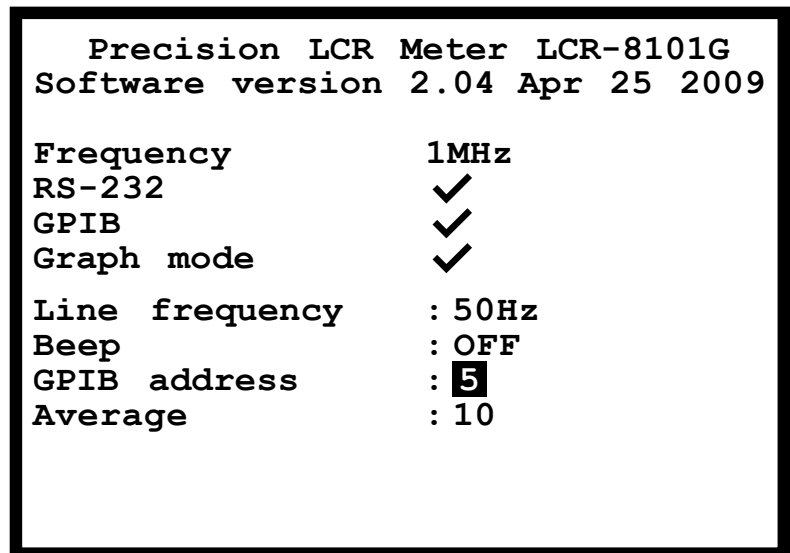 Precision LCR Meter LCR-8101G
Software version 2.04 Apr 25 2009
Frequency 1MHz
RS-232 ✓
GPIB ✓
Graph mode ✓
Line frequency : 50Hz
Beep : OFF
GPIB address : 5
Average : 10